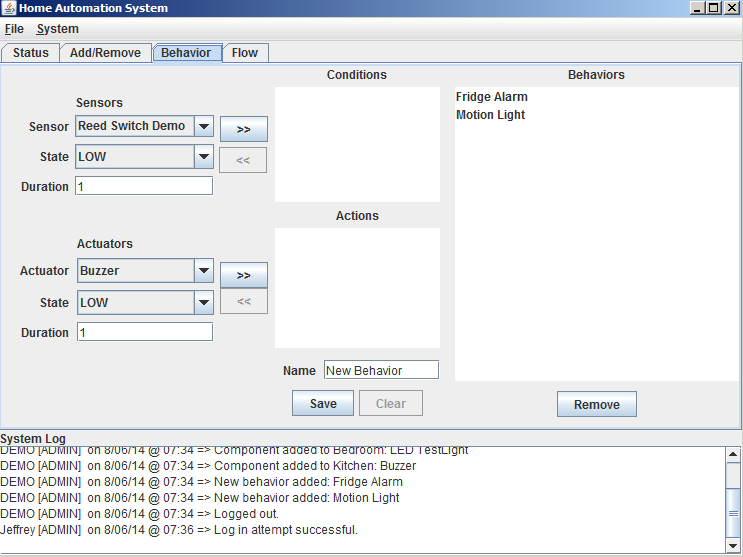 Home Automation System
File System
Status Add/Remove Behavior Flow
Conditions Behaviors
Sensors
Sensor Reed Switch Demo >>
State LOW <<
Duration 1
Fridge Alarm
Motion Light
Actions
Actuators
Actuator Buzzer >>
State LOW <<
Duration 1
Name New Behavior
Save Clear Remove
System Log
DEMO [ADMIN] on 8/06/14 @ 07:34 => Component added to Bedroom: LED TestLight
DEMO [ADMIN] on 8/06/14 @ 07:34 => Component added to Kitchen: Buzzer
DEMO [ADMIN] on 8/06/14 @ 07:34 => New behavior added: Fridge Alarm
DEMO [ADMIN] on 8/06/14 @ 07:34 => New behavior added: Motion Light
DEMO [ADMIN] on 8/06/14 @ 07:34 => Logged out.
Jeffrey [ADMIN] on 8/06/14 @ 07:36 => Log in attempt successful.